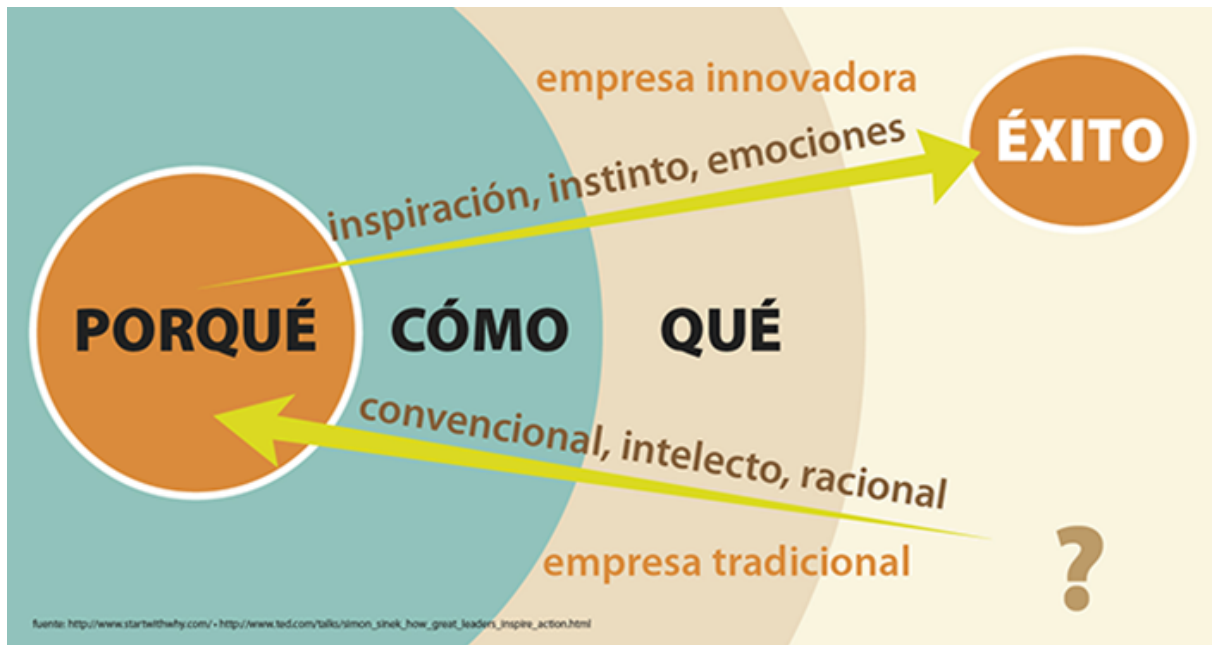 empresa innovadora
ÉXITO
inspiración, instinto, emociones
PORQUÉ
CÓMO
QUÉ
convencional, intelecto, racional
empresa tradicional
?
fuente: http://www.startwithwhy.com/ - http://www.ted.com/talks/simon_sinek_how_great_leaders_inspire_action.html